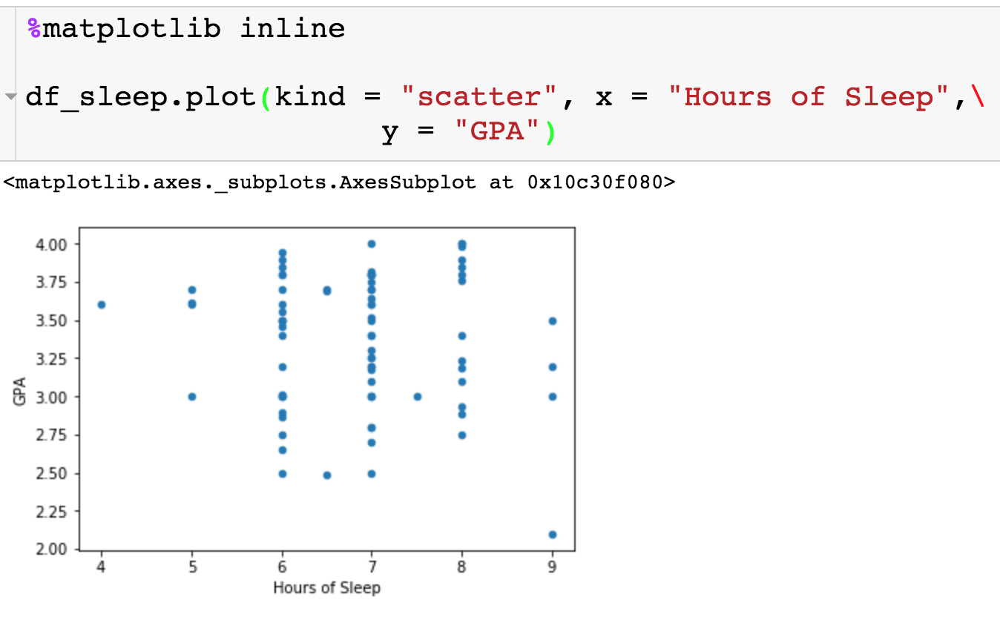 %matplotlib inline
df_sleep.plot(kind = "scatter", x = "Hours of Sleep",\
y = "GPA")
<matplotlib.axes._subplots.AxesSubplot at 0x10c30f080>
4.00
3.75
3.50
3.25
3.00
2.75
2.50
2.25
2.00
GPA
4 5 6 7 8 9
Hours of Sleep